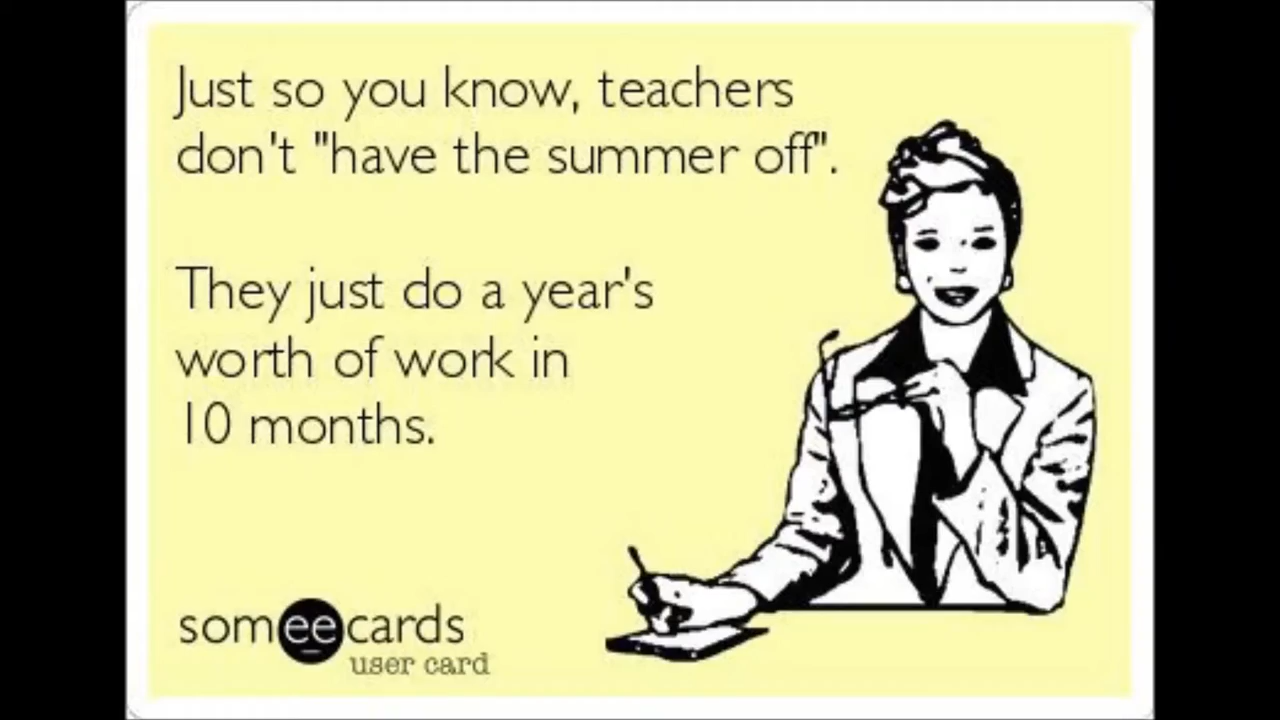 Just so you know, teachers
don't "have the summer off".
They just do a year's
worth of work in
10 months.
someecards
user card